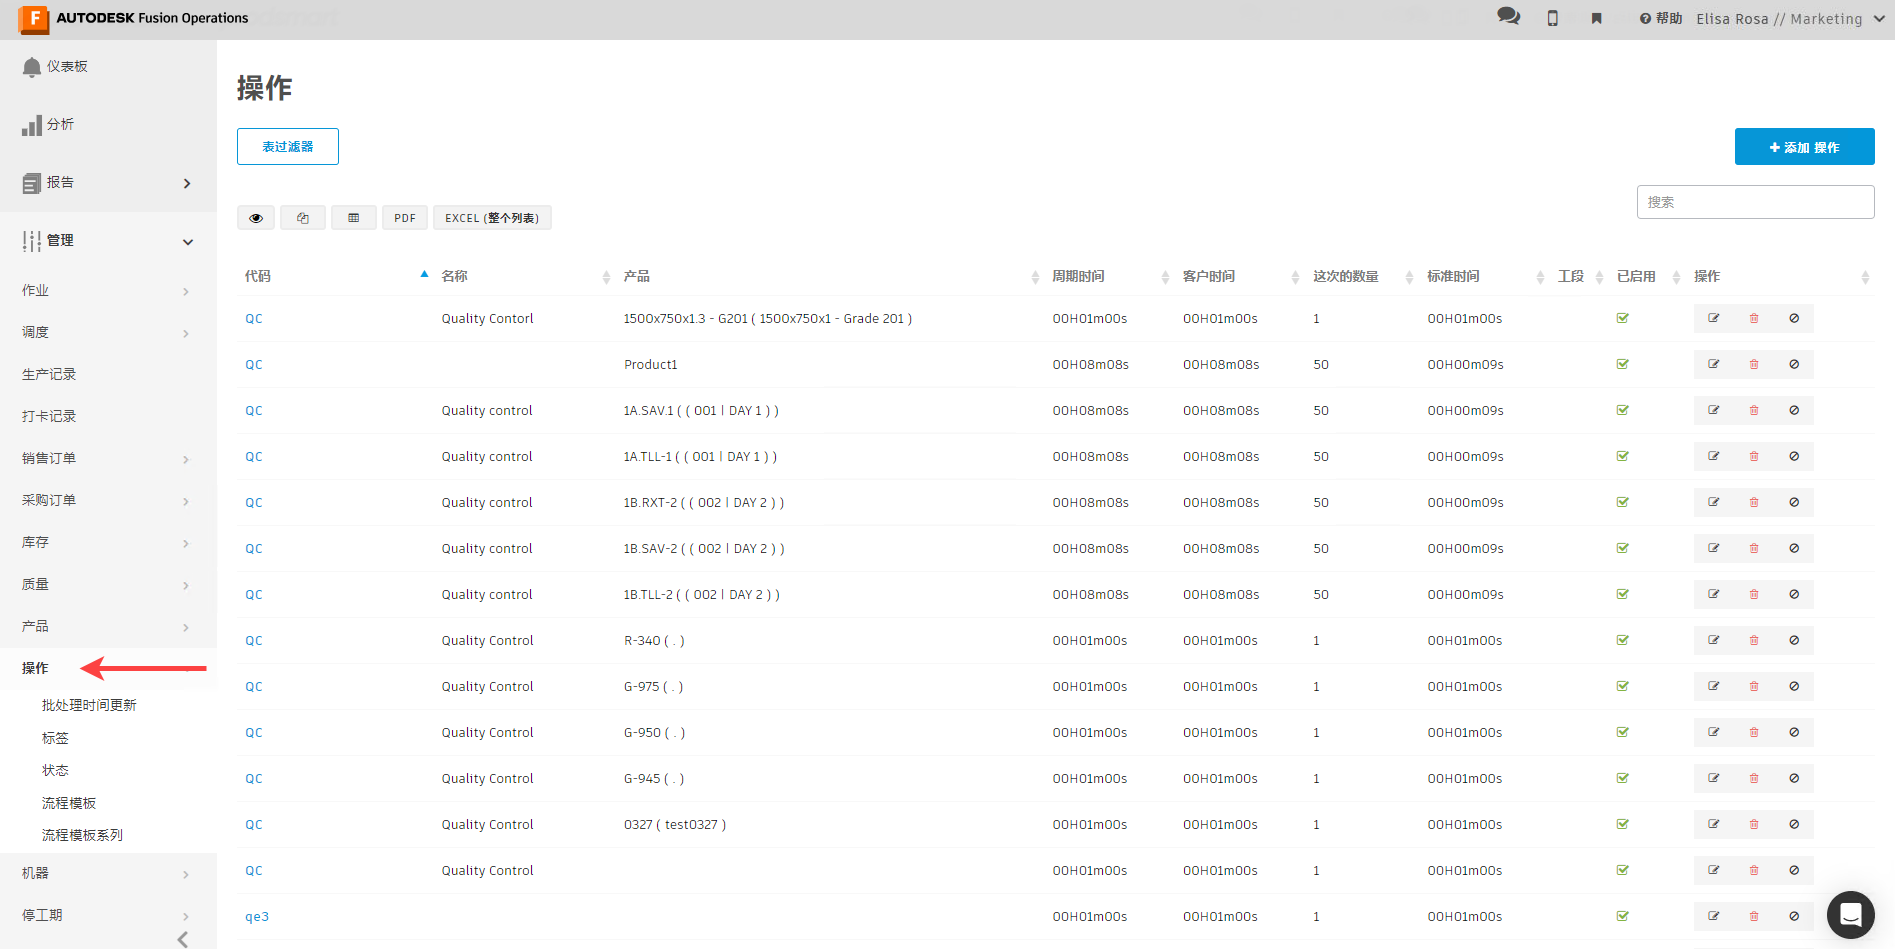 AUTODESK Fusion Operations
帮助 Elisa Rosa // Marketing
仪表板
分析
报告
管理
作业
调度
生产记录
打卡记录
销售订单
采购订单
库存
质量
产品
操作
批处理时间更新
标签
状态
流程模板
流程模板系列
机器
停工期
操作
表过滤器
添加 操作
搜索
PDF EXCEL (整个列表)
代码 名称 产品 周期时间 客户时间 这次的数量 标准时间 工段 已启用 操作
QC Quality Contorl 1500x750x1.3 - G201 ( 1500x750x1 - Grade 201 ) 00H01m00s 00H01m00s 1 00H01m00s
QC Product1 00H08m08s 00H08m08s 50 00H00m09s
QC Quality control 1A.SAV.1 ( ( 001 | DAY 1 ) ) 00H08m08s 00H08m08s 50 00H00m09s
QC Quality control 1A.TLL-1 ( ( 001 | DAY 1 ) ) 00H08m08s 00H08m08s 50 00H00m09s
QC Quality control 1B.RXT-2 ( ( 002 | DAY 2 ) ) 00H08m08s 00H08m08s 50 00H00m09s
QC Quality control 1B.SAV-2 ( ( 002 | DAY 2 ) ) 00H08m08s 00H08m08s 50 00H00m09s
QC Quality control 1B.TLL-2 ( ( 002 | DAY 2 ) ) 00H08m08s 00H08m08s 50 00H00m09s
QC Quality Control R-340 ( . ) 00H01m00s 00H01m00s 1 00H01m00s
QC Quality Control G-975 ( . ) 00H01m00s 00H01m00s 1 00H01m00s
QC Quality Control G-950 ( . ) 00H01m00s 00H01m00s 1 00H01m00s
QC Quality Control G-945 ( . ) 00H01m00s 00H01m00s 1 00H01m00s
QC Quality Control 0327 ( test0327 ) 00H01m00s 00H01m00s 1 00H01m00s
QC Quality Control 00H01m00s 00H01m00s 1 00H01m00s
qe3 00H01m00s 00H01m00s 1 00H01m00s